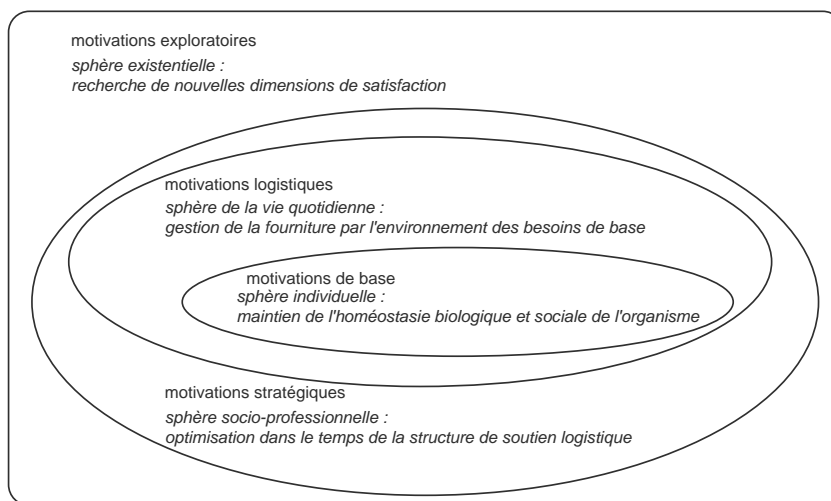 motivations exploratoires
sphère existentielle :
recherche de nouvelles dimensions de satisfaction
motivations logistiques
sphère de la vie quotidienne :
gestion de la fourniture par l'environnement des besoins de base
motivations de base
sphère individuelle :
maintien de l'homéostasie biologique et sociale de l'organisme
motivations stratégiques
sphère socio-professionnelle :
optimisation dans le temps de la structure de soutien logistique